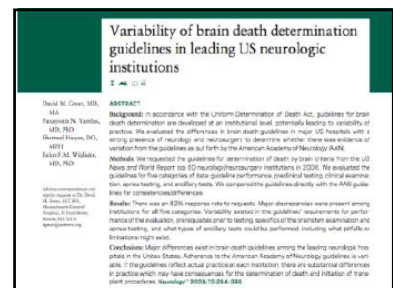 Variability of brain death determination
guidelines in leading US neurologic
institutions
David M. Greer, MD,
MA
Panayiotis N. Varelas,
MD, PhD
Shamael Haque, DO,
MPH
Eelco F.M. Wijdicks,
MD, PhD
ABSTRACT
Background: In accordance with the Uniform Determination of Death Act, guidelines for brain
death determination are developed at an institutional level, potentially leading to variability of
practice. We evaluated the differences in brain death guidelines in major US hospitals with a
strong presence of neurology and neurosurgery to determine whether there was evidence of
variation from the guidelines as put forth by the American Academy of Neurology (AAN).
Methods: We requested the guidelines for determination of death by brain criteria from the US
News and World Report top 50 neurology/neurosurgery institutions in 2006. We evaluated the
guidelines for five categories of data: guideline performance, preclinical testing, clinical examina-
tion, apnea testing, and ancillary tests. We compared the guidelines directly with the AAN guide-
lines for consistencies/differences.
Results: There was an 82% response rate to requests. Major discrepancies were present among
institutions for all five categories. Variability existed in the guidelines' requirements for perfor-
mance of the evaluation, prerequisites prior to testing, specifics of the brainstem examination and
apnea testing, and what types of ancillary tests could be performed, including what pitfalls or
limitations might exist.
Conclusions: Major differences exist in brain death guidelines among the leading neurologic hos-
pitals in the United States. Adherence to the American Academy of Neurology guidelines is vari-
able. If the guidelines reflect actual practice at each institution, there are substantial differences
in practice which may have consequences for the determination of death and initiation of trans-
plant procedures. Neurology® 2008;70:284–289